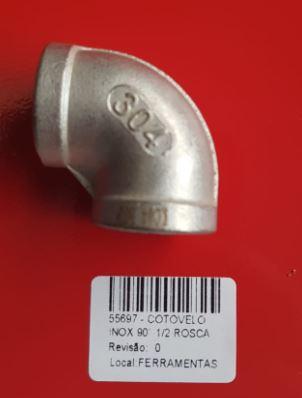 304
55697 - COTOVELO
INOX 90° 1/2 ROSCA
Revisão: 0
Local:FERRAMENTAS